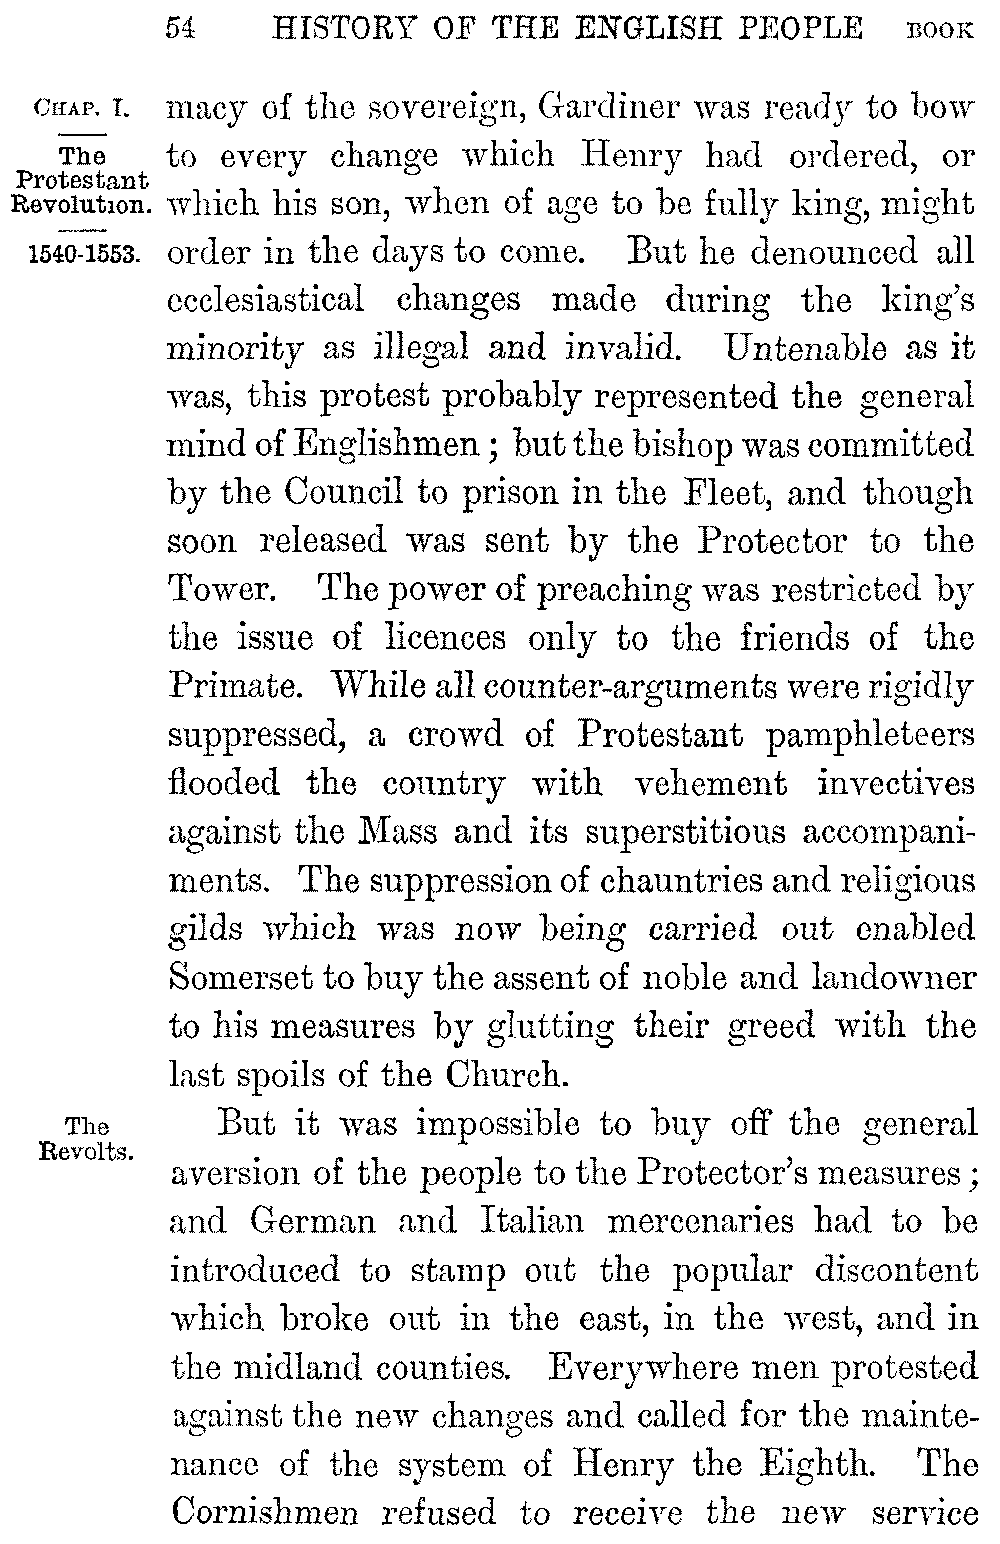 54 HISTORY OF THE ENGLISH PEOPLE BOOK
CHAP. I.
The
Protestant
Revolution.
1540-1553.
macy of the sovereign, Gardiner was ready to bow
to every change which Henry had ordered, or
which his son, when of age to be fully king, might
order in the days to come. But he denounced all
ecclesiastical changes made during the king's
minority as illegal and invalid. Untenable as it
was, this protest probably represented the general
mind of Englishmen ; but the bishop was committed
by the Council to prison in the Fleet, and though
soon released was sent by the Protector to the
Tower. The power of preaching was restricted by
the issue of licences only to the friends of the
Primate. While all counter-arguments were rigidly
suppressed, a crowd of Protestant pamphleteers
flooded the country with vehement invectives
against the Mass and its superstitious accompani-
ments. The suppression of chauntries and religious
gilds which was now being carried out enabled
Somerset to buy the assent of noble and landowner
to his measures by glutting their greed with the
last spoils of the Church.
The
Revolts.
But it was impossible to buy off the general
aversion of the people to the Protector's measures ;
and German and Italian mercenaries had to be
introduced to stamp out the popular discontent
which broke out in the east, in the west, and in
the midland counties. Everywhere men protested
against the new changes and called for the mainte-
nance of the system of Henry the Eighth. The
Cornishmen refused to receive the new service